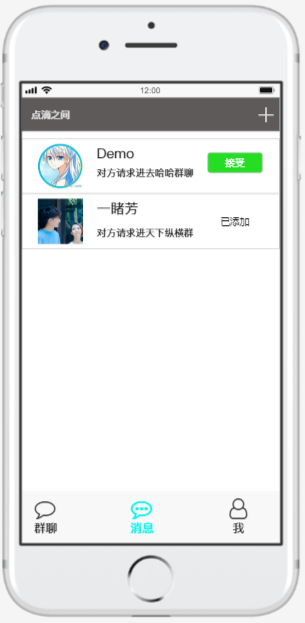 12:00
点滴之间
Demo
对方请求进去哈哈群聊
接受
一睹芳
对方请求进天下纵横群
已添加
群聊
消息
我